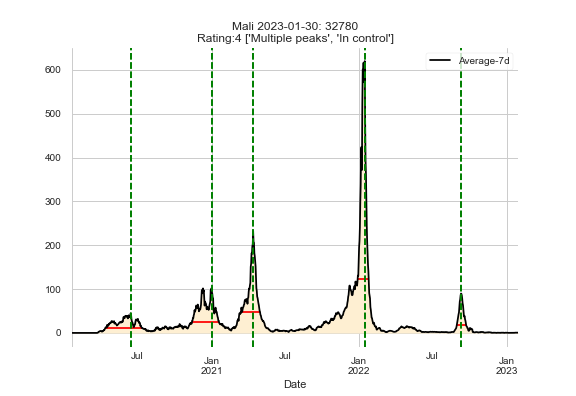 Mali 2023-01-30: 32780
Rating:4 ['Multiple peaks', 'In control']
Average-7d
600
500
400
300
200
100
0
Jul
Jan
2021
Jul
Jan
2022
Jul
Jan
2023
Date